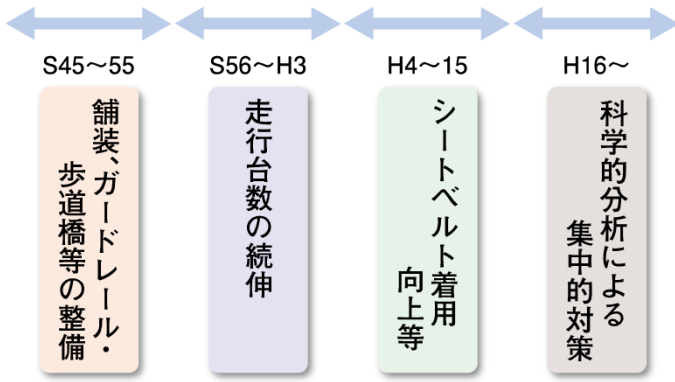 S45～55
舗装、ガードレール・
歩道橋等の整備
S56～H3
走行台数の続伸
H4～15
シートベルト着用
向上等
H16～
科学的分析による
集中的対策